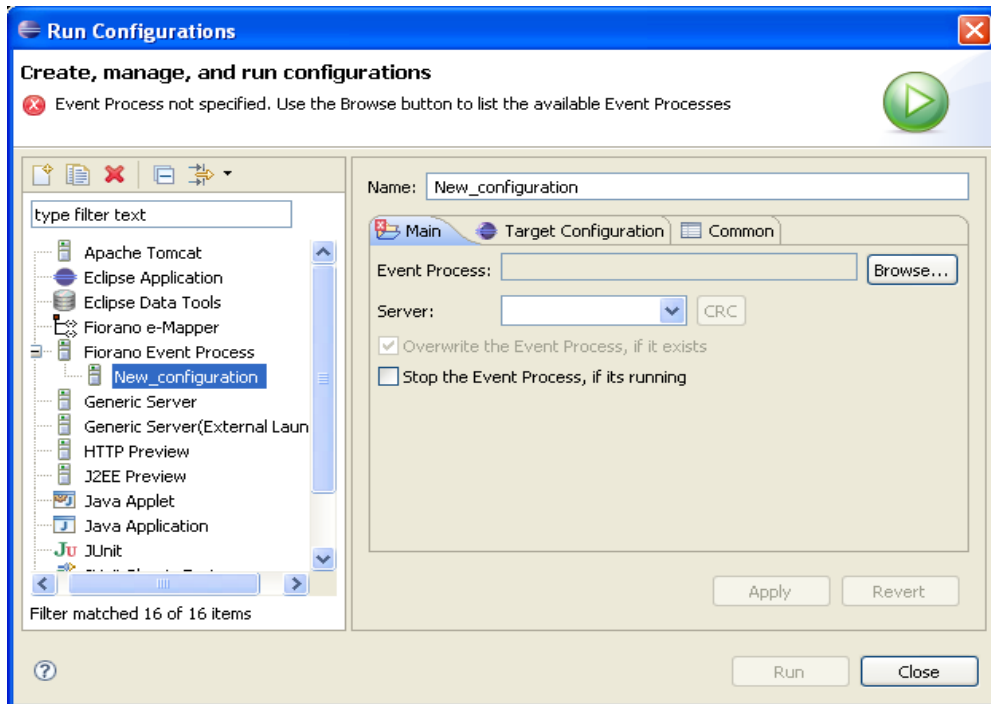 Run Configurations
Create, manage, and run configurations
Event Process not specified. Use the Browse button to list the available Event Processes
type filter text
Apache Tomcat
Eclipse Application
Eclipse Data Tools
Fiorano e-Mapper
Fiorano Event Process
New_configuration
Generic Server
Generic Server(External Laun
HTTP Preview
J2EE Preview
Java Applet
Java Application
Ju JUnit
Filter matched 16 of 16 items
Name: New_configuration
Main Target Configuration Common
Event Process: Browse...
Server: CRC
Overwrite the Event Process, if it exists
Stop the Event Process, if its running
Apply Revert
Run Close